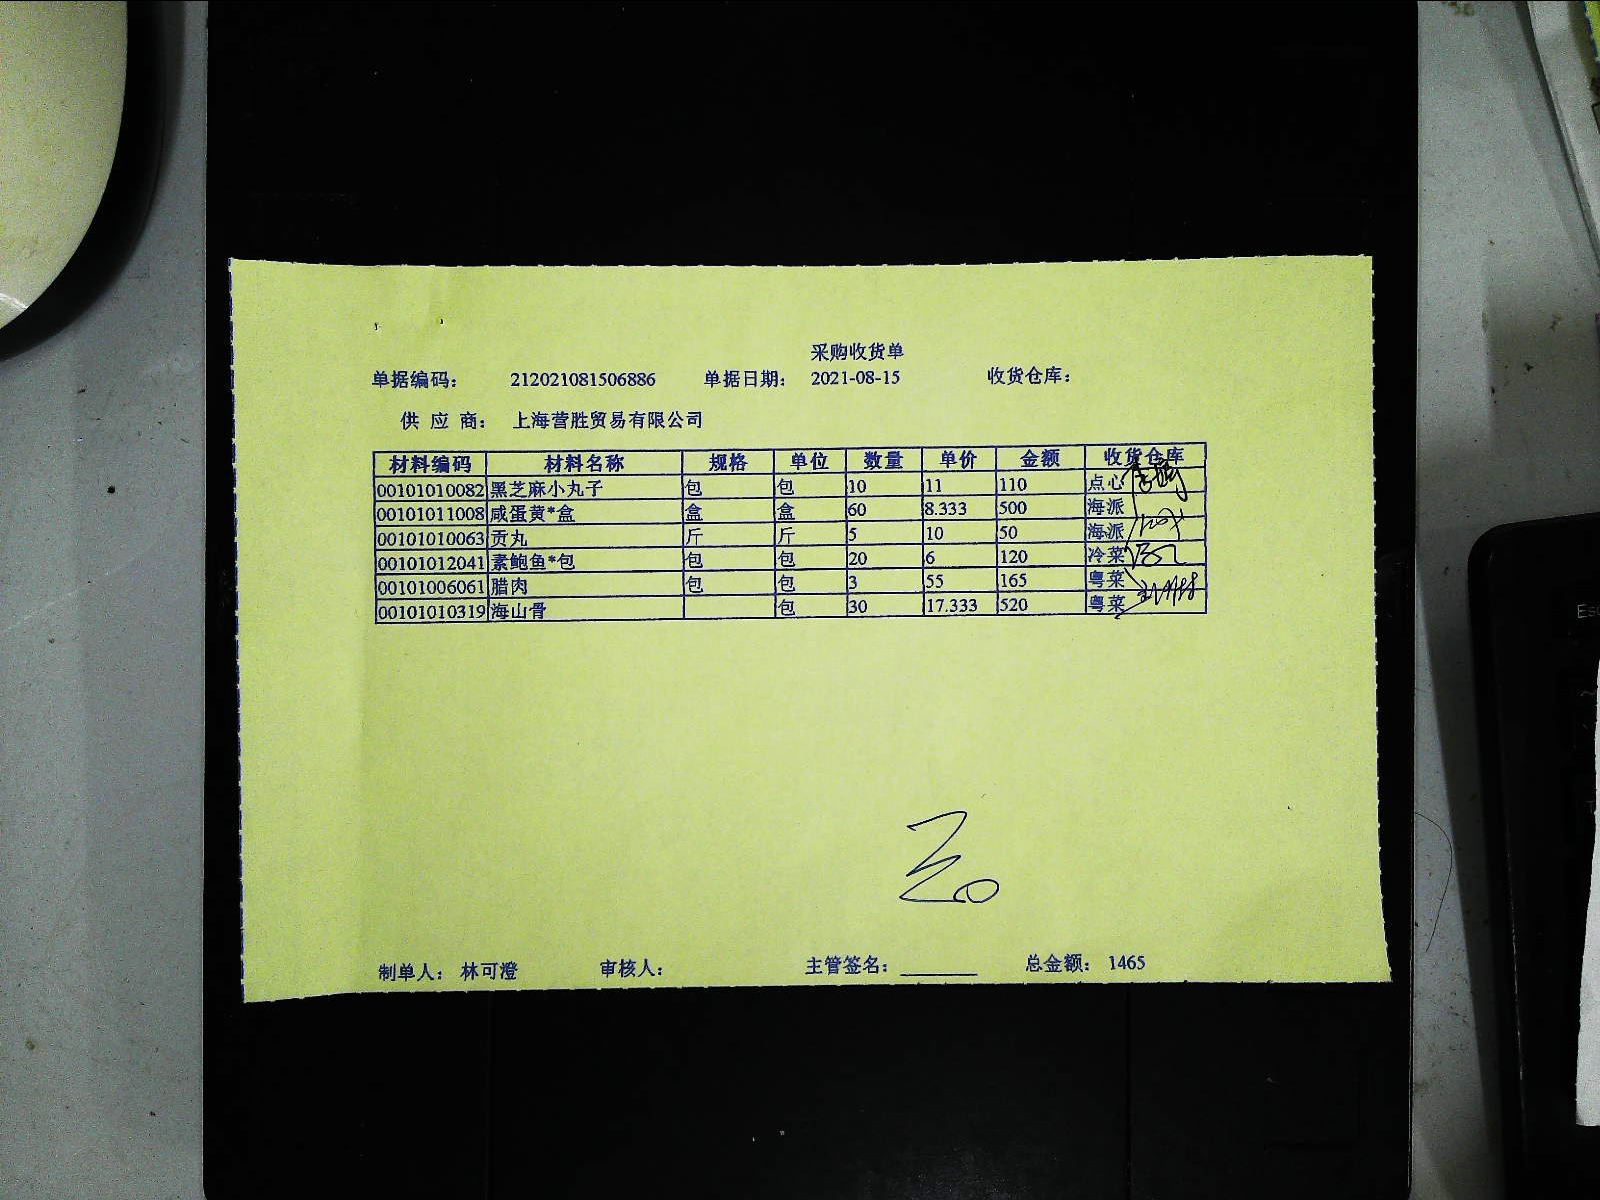 采购收货单
单据编码： 212021081506886 单据日期： 2021-08-15 收货仓库：
供 应 商： 上海营胜贸易有限公司
材料编码 材料名称 规格 单位 数量 单价 金额 收货仓库
00101010082 黑芝麻小丸子 包 包 10 11 110 点心
00101011008 咸蛋黄*盒 盒 盒 60 8.333 500 海派
00101010063 贡丸 斤 斤 5 10 50 海派
00101012041 素鲍鱼*包 包 包 20 6 120 冷菜
00101006061 腊肉 包 包 3 55 165 粤菜
00101010319 海山骨 包 30 17.333 520 粤菜
制单人： 林可澄 审核人： 主管签名： 总金额： 1465